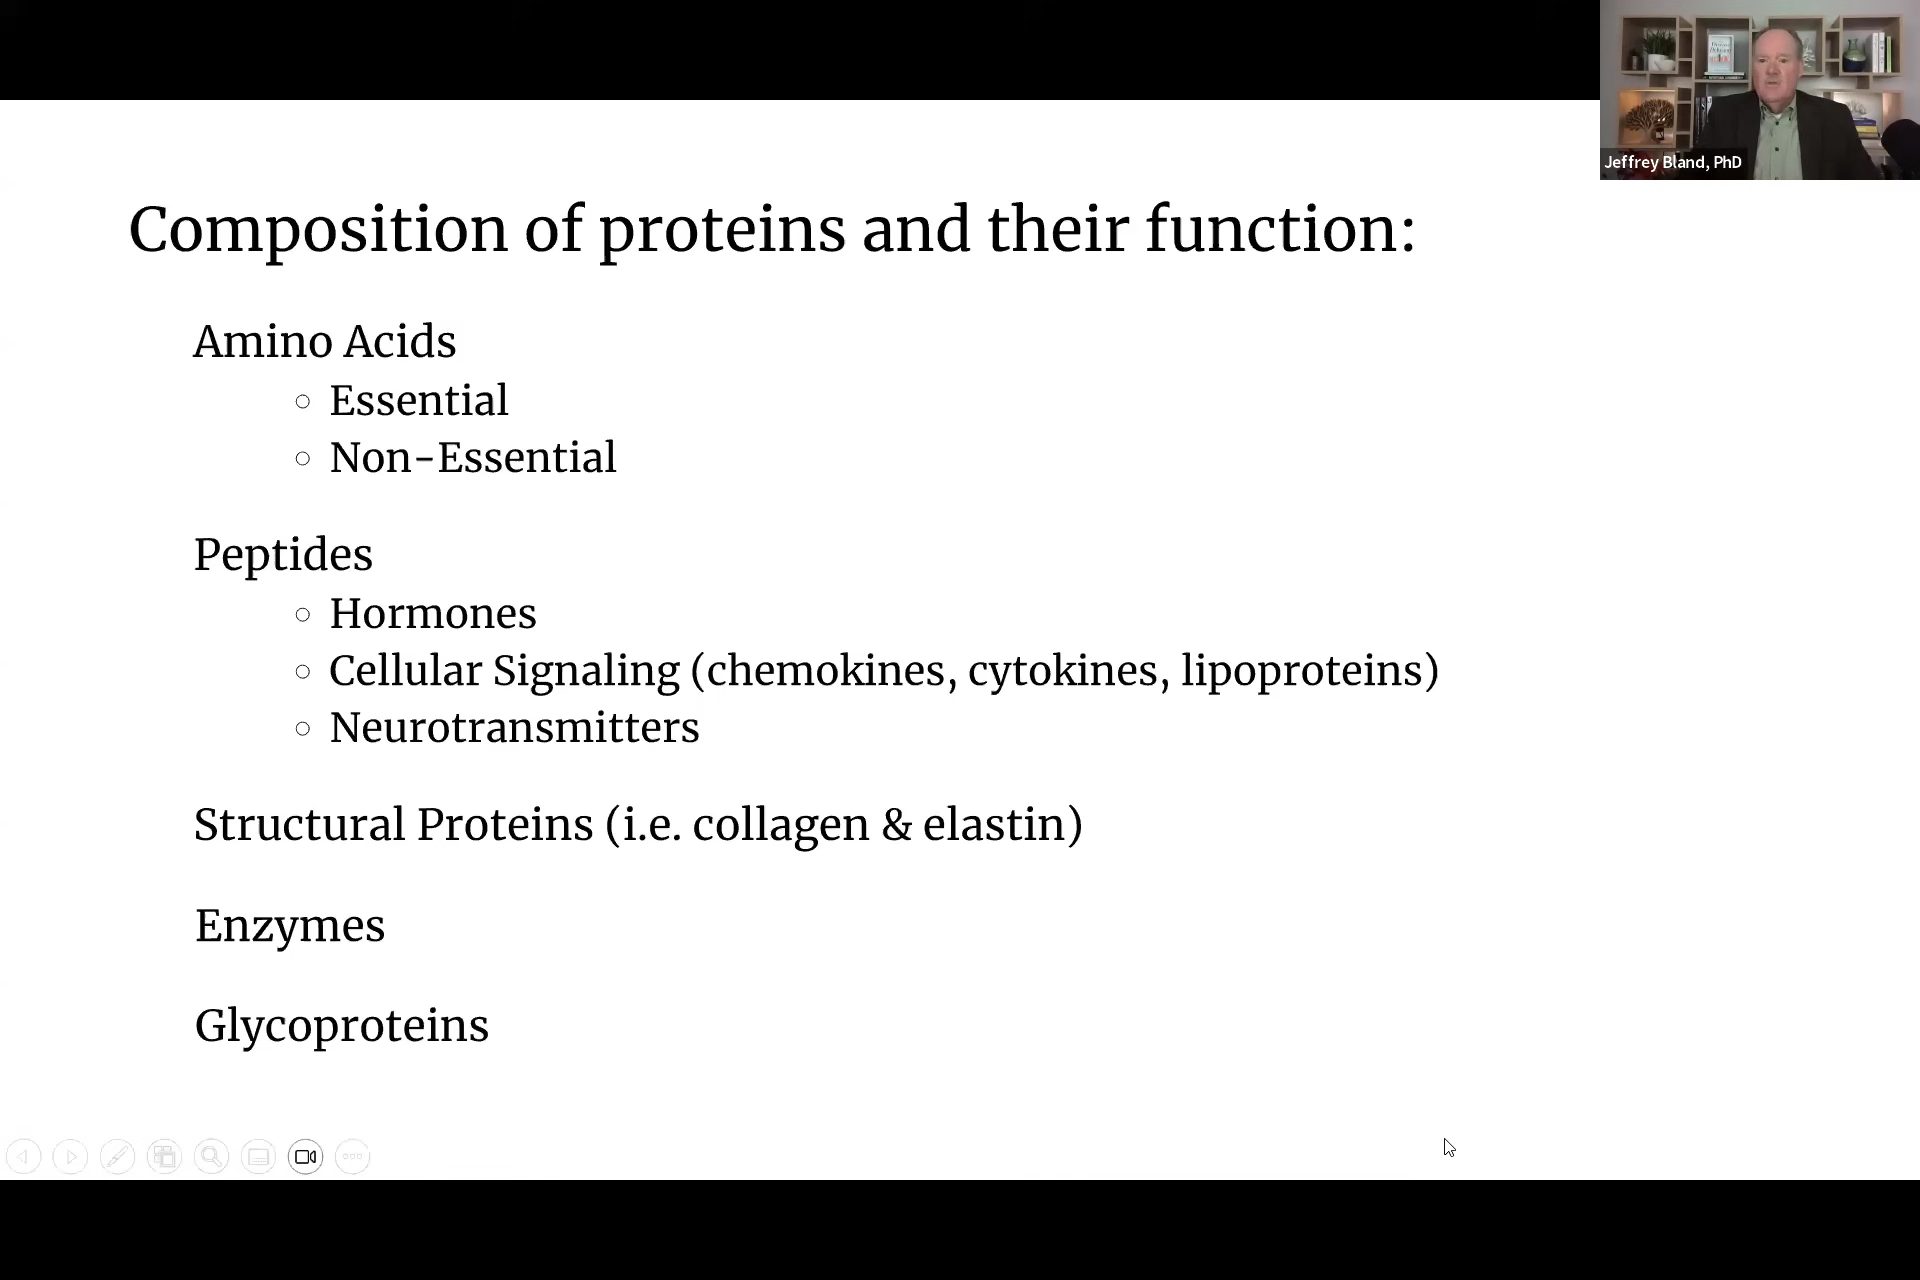 Jeffrey Bland, PhD
Composition of proteins and their function:
Amino Acids
Essential
Non-Essential
Peptides
Hormones
Cellular Signaling (chemokines, cytokines, lipoproteins)
Neurotransmitters
Structural Proteins (i.e. collagen & elastin)
Enzymes
Glycoproteins